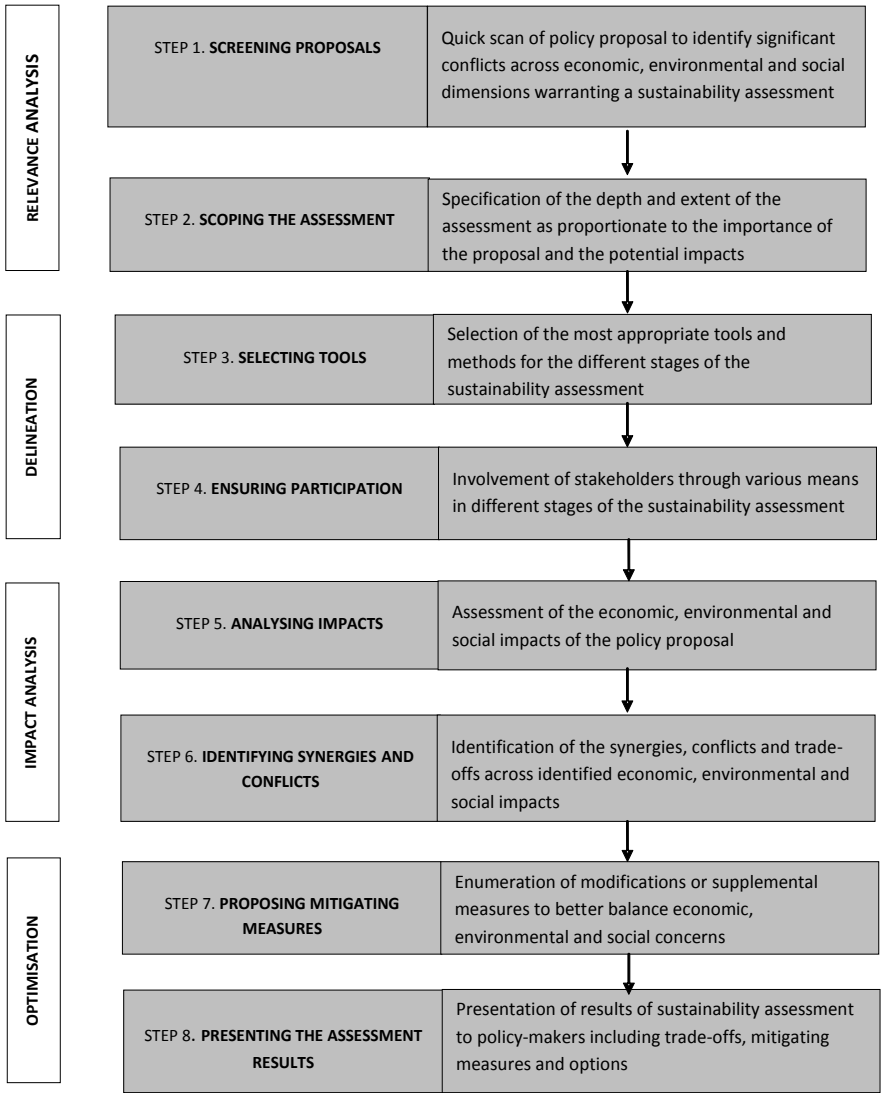 RELEVANCE ANALYSIS
STEP 1. SCREENING PROPOSALS
Quick scan of policy proposal to identify significant
conflicts across economic, environmental and social
dimensions warranting a sustainability assessment
STEP 2. SCOPING THE ASSESSMENT
Specification of the depth and extent of the
assessment as proportionate to the importance of
the proposal and the potential impacts
DELINEATION
STEP 3. SELECTING TOOLS
Selection of the most appropriate tools and
methods for the different stages of the
sustainability assessment
STEP 4. ENSURING PARTICIPATION
Involvement of stakeholders through various means
in different stages of the sustainability assessment
IMPACT ANALYSIS
STEP 5. ANALYSING IMPACTS
Assessment of the economic, environmental and
social impacts of the policy proposal
STEP 6. IDENTIFYING SYNERGIES AND
CONFLICTS
Identification of the synergies, conflicts and trade-
offs across identified economic, environmental and
social impacts
OPTIMISATION
STEP 7. PROPOSING MITIGATING
MEASURES
Enumeration of modifications or supplemental
measures to better balance economic,
environmental and social concerns
STEP 8. PRESENTING THE ASSESSMENT
RESULTS
Presentation of results of sustainability assessment
to policy-makers including trade-offs, mitigating
measures and options